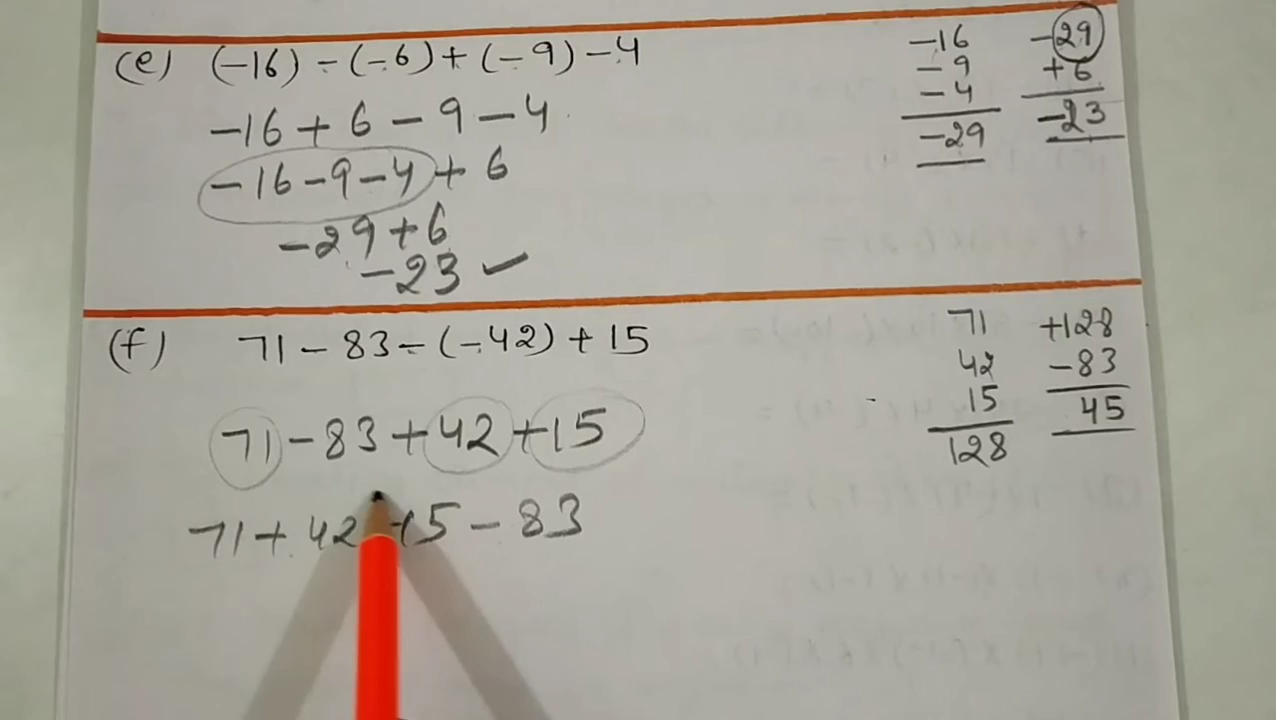 (e) (-16) - (-6) + (-9) - 4
-16 + 6 - 9 - 4
-16 - 9 - 4 + 6
-29 + 6
-23 ✓
-16
-9
-4
-29
-29
+6
-23
(f) 71 - 83 - (-42) + 15
71 - 83 + 42 + 15
71 + 42 15 - 83
71
42
15
128
+128
-83
45